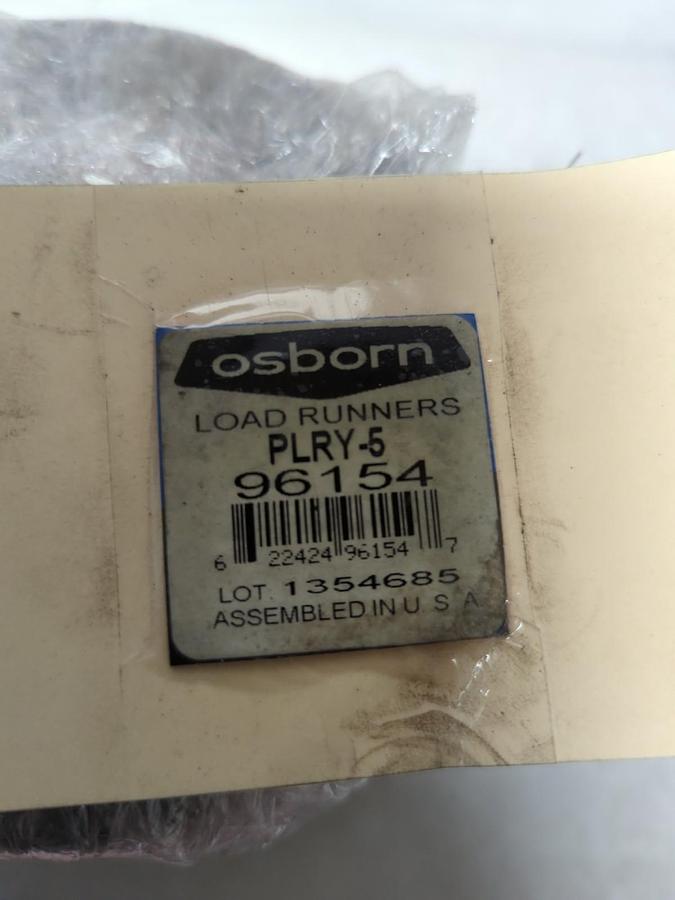 osborn
LOAD RUNNERS
PLRY-5
96154
6 22424 96154 7
LOT. 1354685
ASSEMBLED IN U.S.A